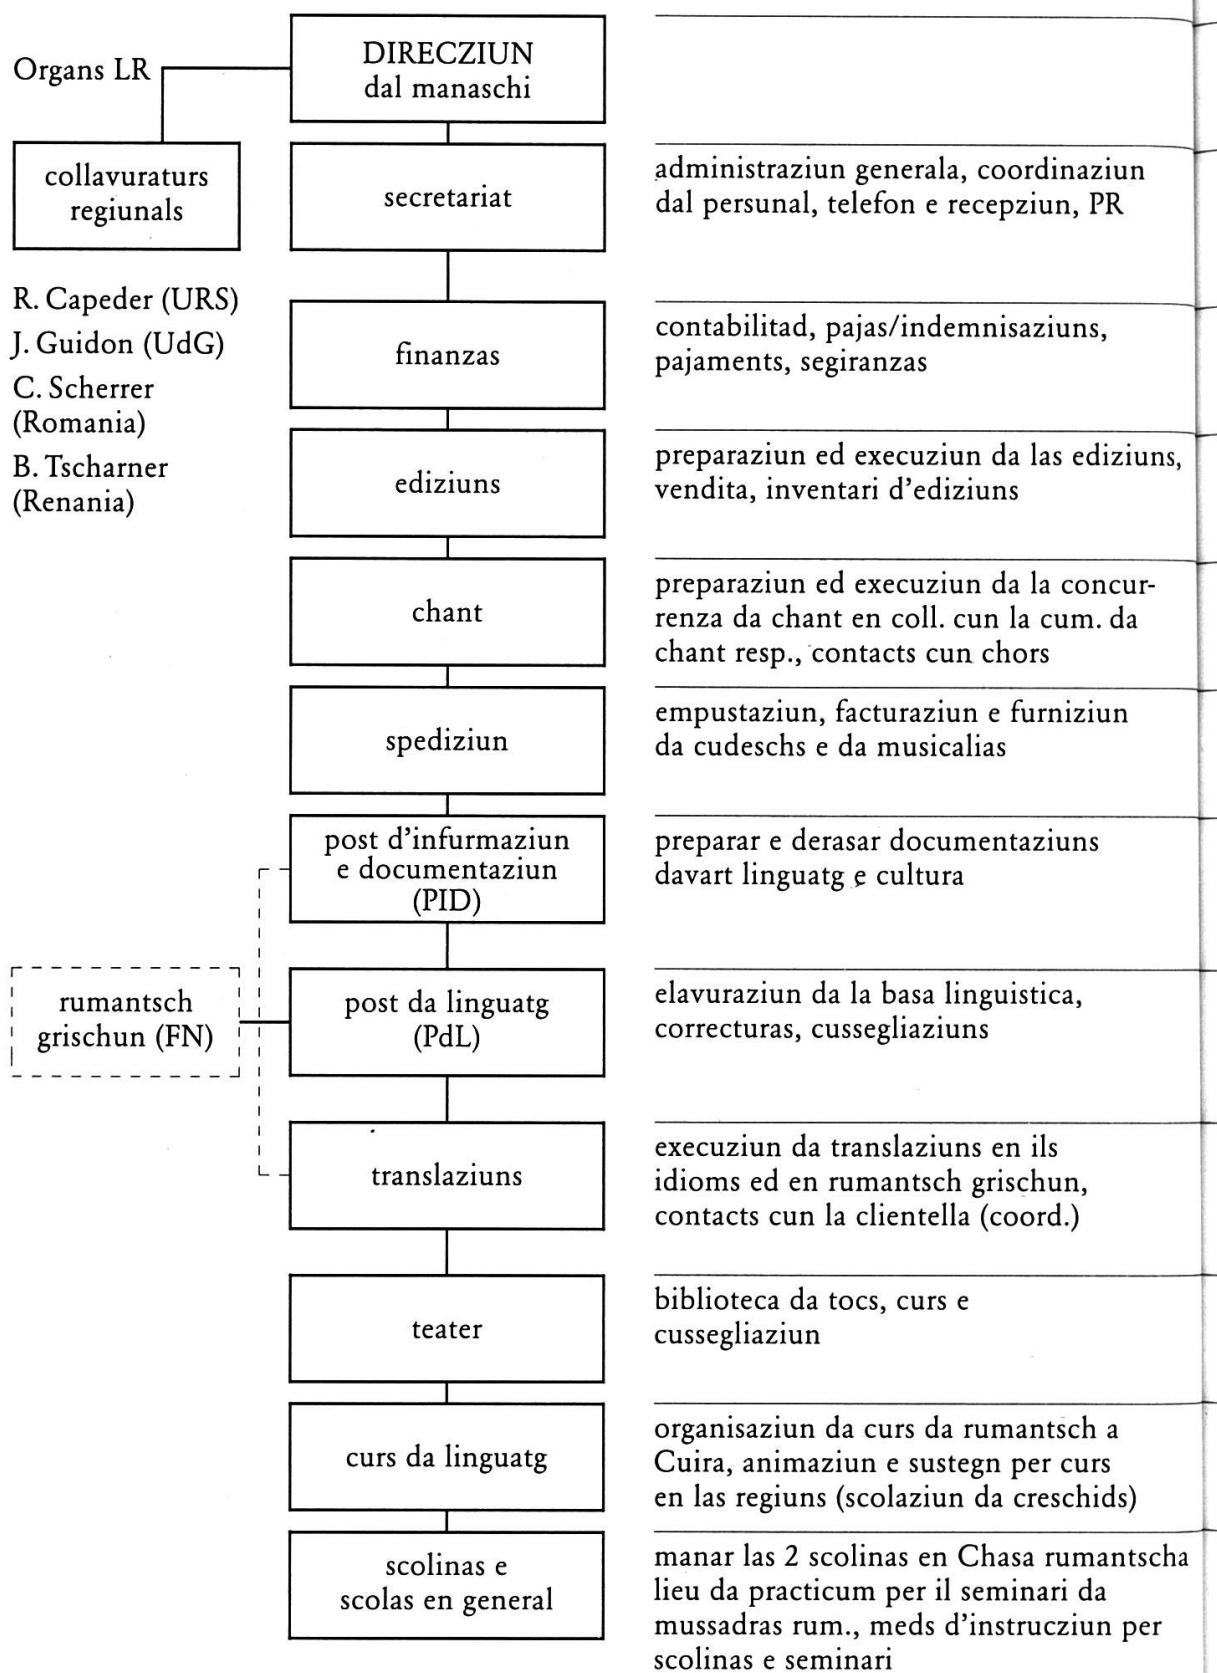 Organs LR
DIRECZIUN
dal manaschi
collavuraturs
regiunals
R. Capeder (URS)
J. Guidon (UdG)
C. Scherrer
(Romania)
B. Tscharner
(Renania)
secretariat
administraziun generala, coordinaziun
dal persunal, telefon e recepziun, PR
finanzas
contabilitad, pajas/indemnisaziuns,
pajaments, segiranzas
ediziuns
preparaziun ed execuziun da las ediziuns,
vendita, inventari d'ediziuns
chant
preparaziun ed execuziun da la concur-
renza da chant en coll. cun la cum. da
chant resp., contacts cun chors
spediziun
empustaziun, facturaziun e furniziun
da cudeschs e da musicalias
post d'infurmaziun
e documentaziun
(PID)
preparar e derasar documentaziuns
davart linguatg e cultura
rumantsch
grischun (FN)
post da linguatg
(PdL)
elavuraziun da la basa linguistica,
correcturas, cussegliaziuns
translaziuns
execuziun da translaziuns en ils
idioms ed en rumantsch grischun,
contacts cun la clientella (coord.)
teater
biblioteca da tocs, curs e
cussegliaziun
curs da linguatg
organisaziun da curs da rumantsch a
Cuira, animaziun e sustegn per curs
en las regiuns (scolaziun da creschids)
scolinas e
scolas en general
manar las 2 scolinas en Chasa rumantscha
lieu da practicum per il seminari da
mussadras rum., meds d'instrucziun per
scolinas e seminari